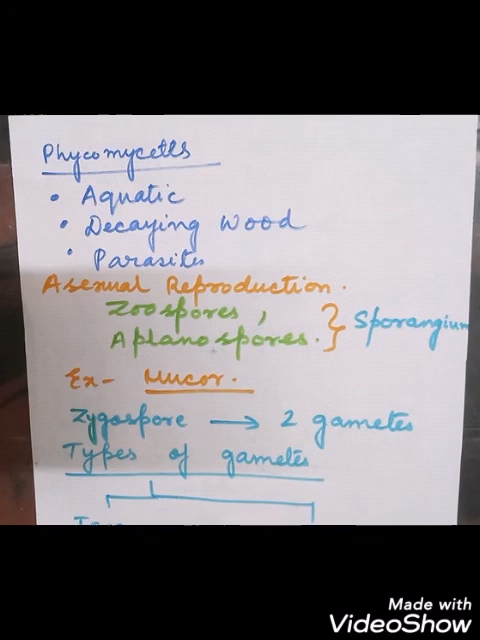 Phycomycetes
• Aquatic
• Decaying Wood
• Parasites
Asexual Reproduction.
Zoospores,
Aplanospores. } Sporangium
Ex- Mucor.
Zygospore → 2 gametes
Types of gametes
Made with
VideoShow